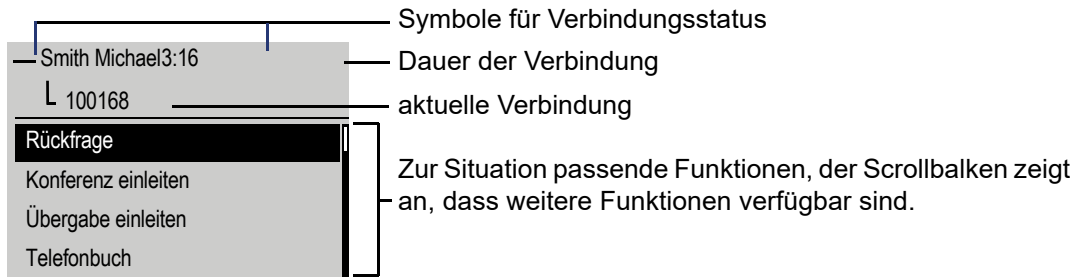 Symbole für Verbindungsstatus
Smith Michael3:16
Dauer der Verbindung
100168
aktuelle Verbindung
Rückfrage
Konferenz einleiten
Übergabe einleiten
Telefonbuch
Zur Situation passende Funktionen, der Scrollbalken zeigt
an, dass weitere Funktionen verfügbar sind.